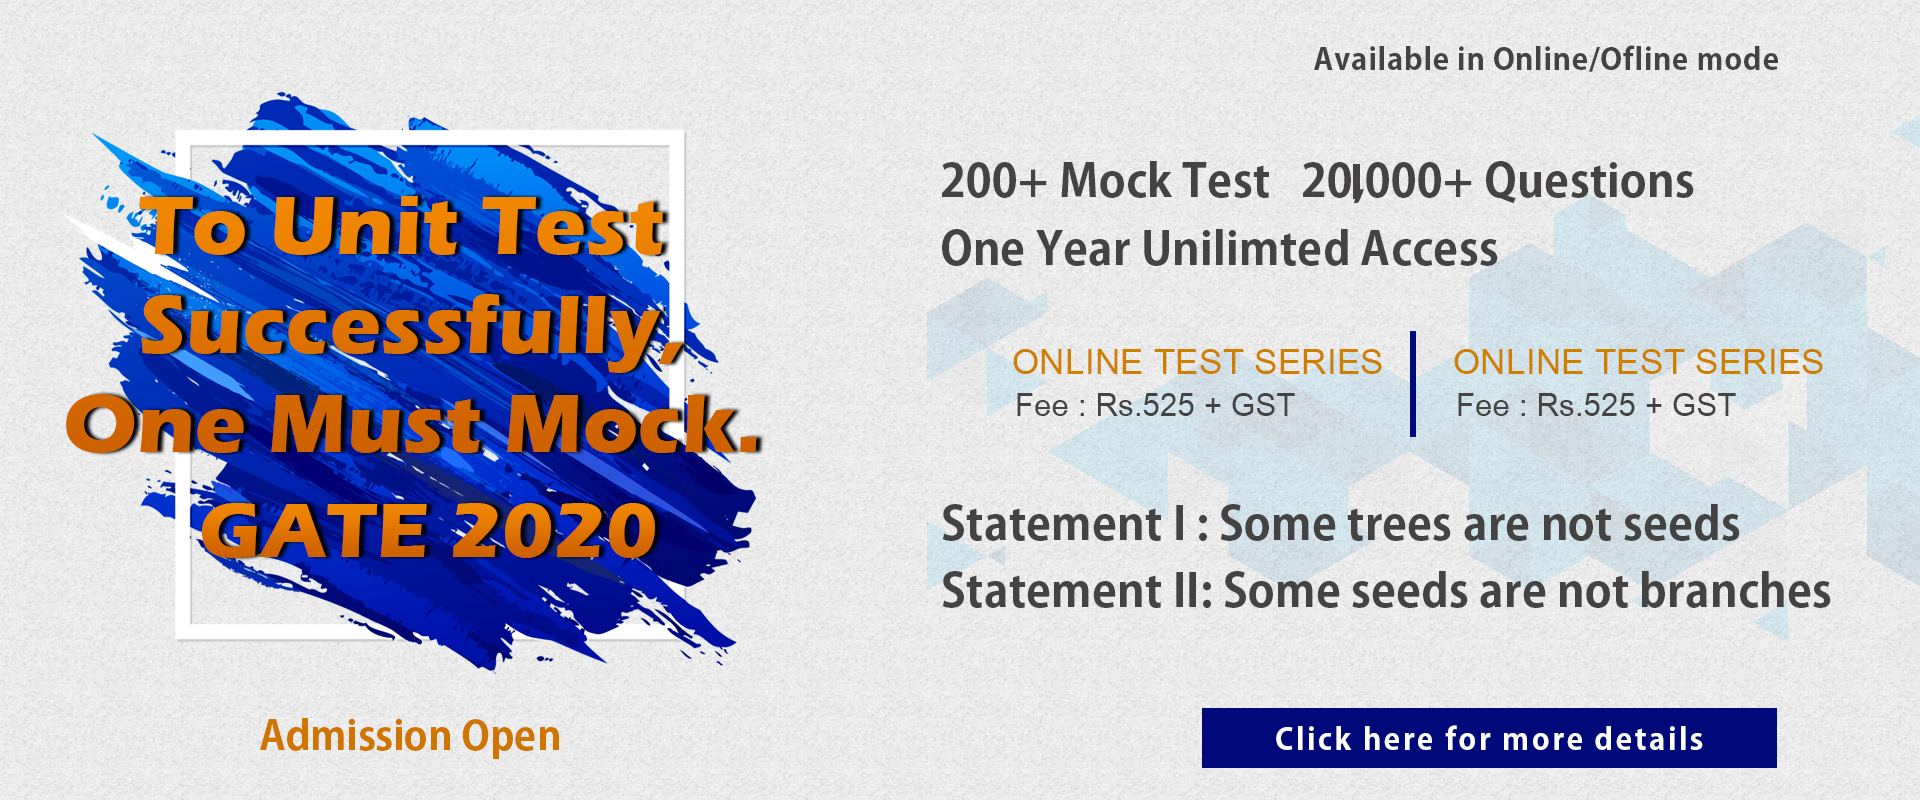 To Unit Test
Successfully,
One Must Mock.
GATE 2020
Admission Open
Available in Online/Ofline mode
200+ Mock Test 20,000+ Questions
One Year Unilimted Access
ONLINE TEST SERIES
Fee : Rs.525 + GST
ONLINE TEST SERIES
Fee : Rs.525 + GST
Statement I : Some trees are not seeds
Statement II: Some seeds are not branches
Click here for more details